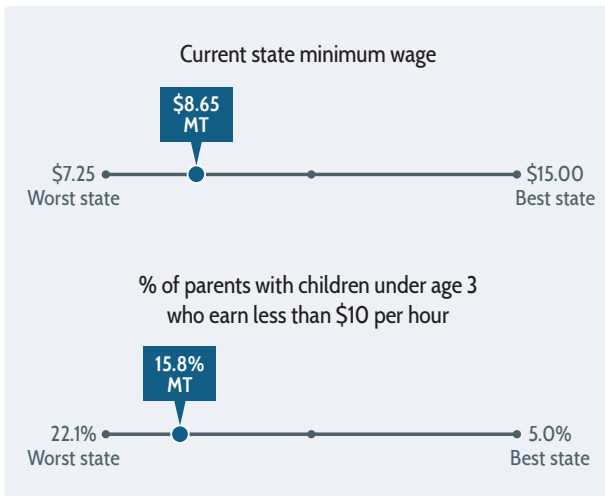 Current state minimum wage
$8.65
MT
$7.25
$15.00
Worst state
Best state
% of parents with children under age 3
who earn less than $10 per hour
15.8%
MT
22.1%
5.0%
Worst state
Best state